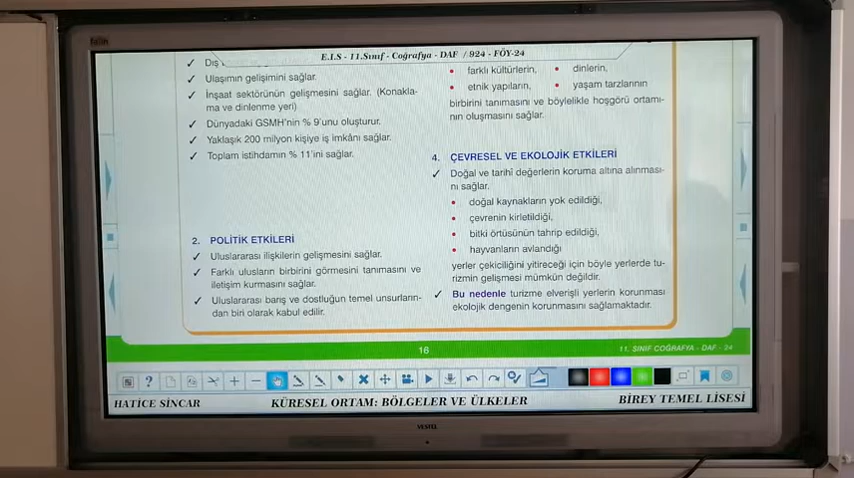 E.I.S - 11.Sınıf - Coğrafya - DAF / 924 - FÖY-24
✓ Dış
✓ Ulaşımın gelişimini sağlar.
✓ İnşaat sektörünün gelişmesini sağlar. (Konakla-
ma ve dinlenme yeri)
✓ Dünyadaki GSMH'nin % 9'unu oluşturur.
✓ Yaklaşık 200 milyon kişiye iş imkânı sağlar.
✓ Toplam istihdamın % 11'ini sağlar.
2. POLİTİK ETKİLERİ
✓ Uluslararası ilişkilerin gelişmesini sağlar.
✓ Farklı ulusların birbirini görmesini tanımasını ve
iletişim kurmasını sağlar.
✓ Uluslararası barış ve dostluğun temel unsurların-
dan biri olarak kabul edilir.
• farklı kültürlerin, • dinlerin,
• etnik yapıların, • yaşam tarzlarının
birbirini tanımasını ve böylelikle hoşgörü ortamı-
nın oluşmasını sağlar.
4. ÇEVRESEL VE EKOLOJİK ETKİLERİ
✓ Doğal ve tarihî değerlerin koruma altına alınması-
nı sağlar.
• doğal kaynakların yok edildiği,
• çevrenin kirletildiği,
• bitki örtüsünün tahrip edildiği,
• hayvanların avlandığı
yerler çekiciliğini yitireceği için böyle yerlerde tu-
rizmin gelişmesi mümkün değildir.
✓ Bu nedenle turizme elverişli yerlerin korunması
ekolojik dengenin korunmasını sağlamaktadır.
16
11. SINIF COĞRAFYA - DAF - 24
HATİCE SİNCAR
KÜRESEL ORTAM: BÖLGELER VE ÜLKELER
BİREY TEMEL LİSESİ
VESTEL